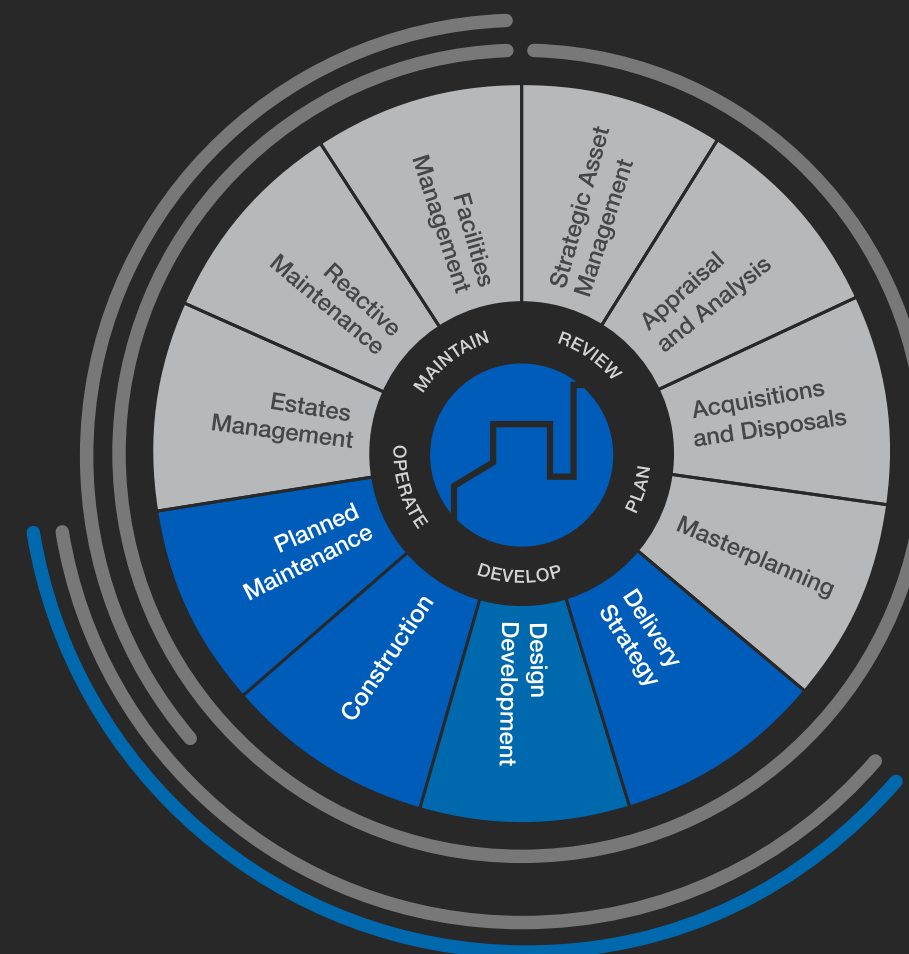 Strategic Asset
Management
Appraisal
and Analysis
Acquisitions
and Disposals
Masterplanning
Delivery
Strategy
Design
Development
Construction
Planned
Maintenance
Estates
Management
Reactive
Maintenance
Facilities
Management
REVIEW
PLAN
DEVELOP
OPERATE
MAINTAIN